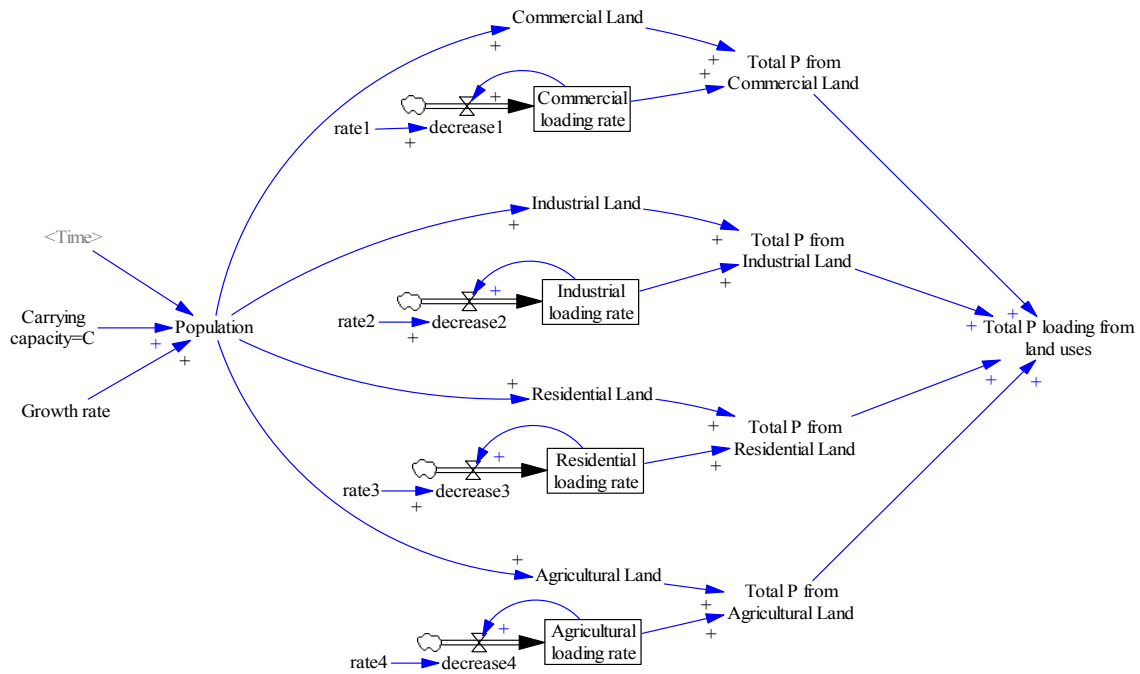 Commercial Land
+
Total P from
Commercial Land
+
+
Commercial
loading rate
+
rate1
decrease1
+
Industrial Land
+
+
Total P from
Industrial Land
+
<Time>
Industrial
loading rate
+
rate2
decrease2
+
Carrying
capacity=C
+
Population
+
Growth rate
Total P loading from
land uses
+
+
+
+
+
Residential Land
+
Total P from
Residential Land
+
Residential
loading rate
+
rate3
decrease3
+
+
Agricultural Land
Total P from
Agricultural Land
+
+
Agricultural
loading rate
+
rate4
decrease4
+